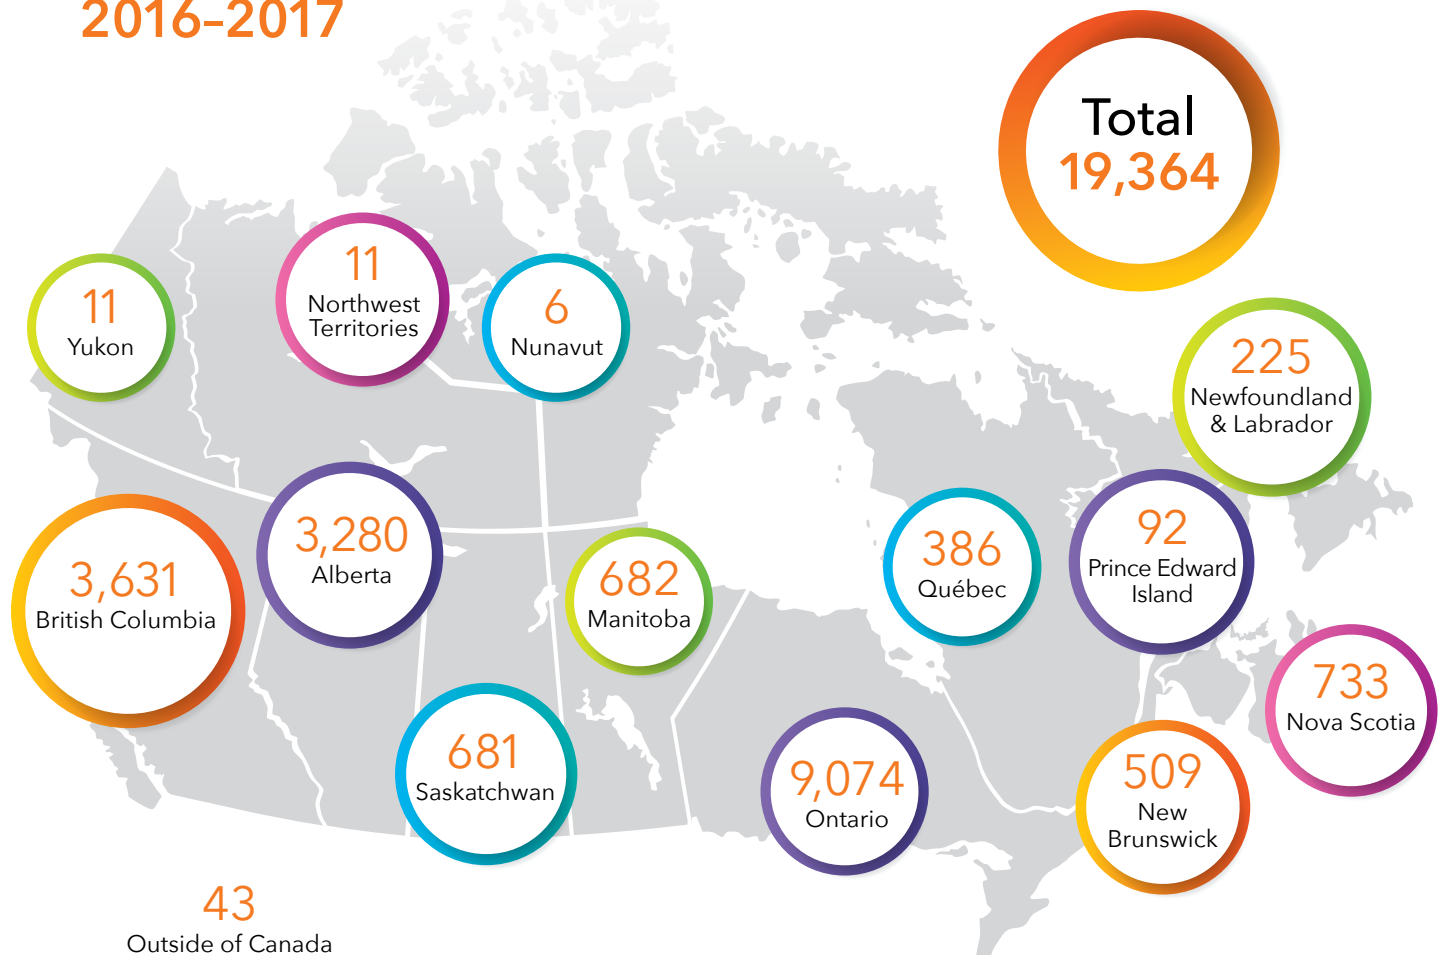 2016–2017
Total
19,364
11
Yukon
11
Northwest
Territories
6
Nunavut
225
Newfoundland
& Labrador
3,631
British Columbia
3,280
Alberta
682
Manitoba
386
Québec
92
Prince Edward
Island
733
Nova Scotia
681
Saskatchwan
9,074
Ontario
509
New
Brunswick
43
Outside of Canada